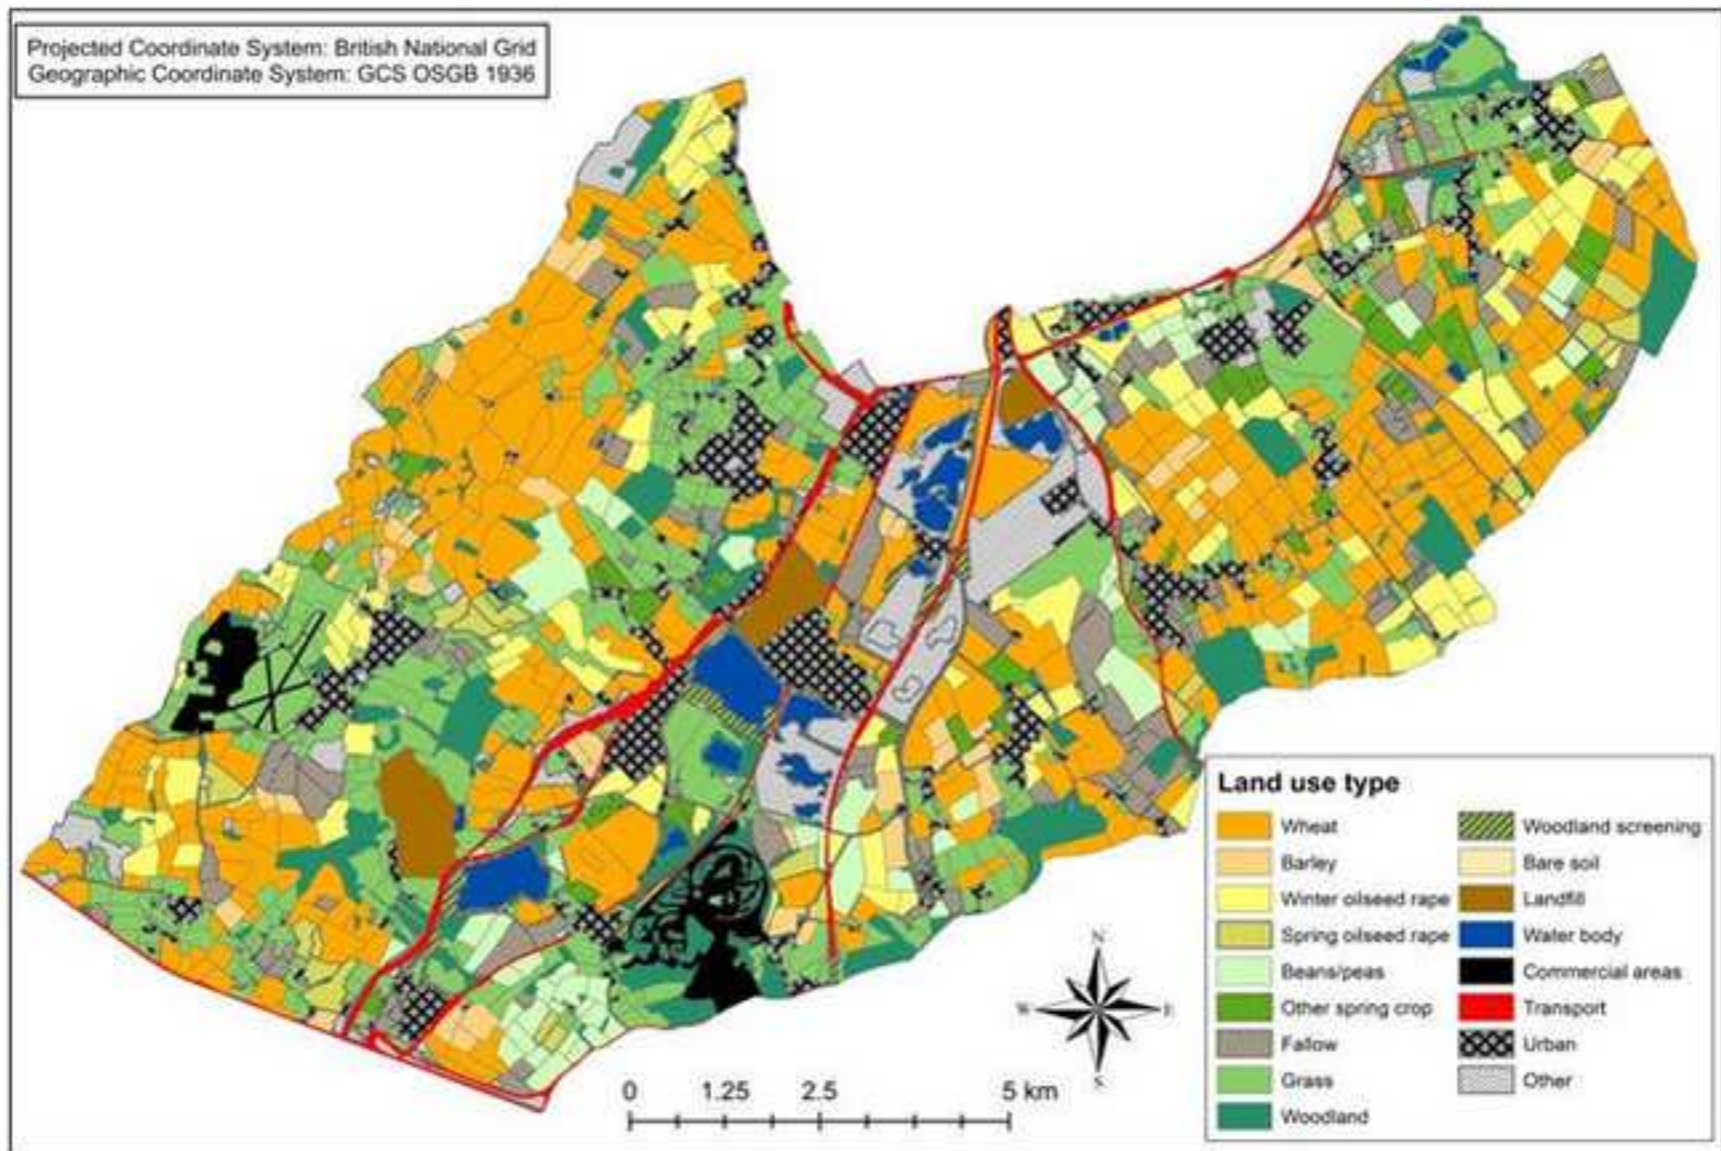 Projected Coordinate System: British National Grid
Geographic Coordinate System: GCS OSGB 1936
N
W
E
S
0 1.25 2.5 5 km
Land use type
Wheat
Barley
Winter oilseed rape
Spring oilseed rape
Beans/peas
Other spring crop
Fallow
Grass
Woodland
Woodland screening
Bare soil
Landfill
Water body
Commercial areas
Transport
Urban
Other